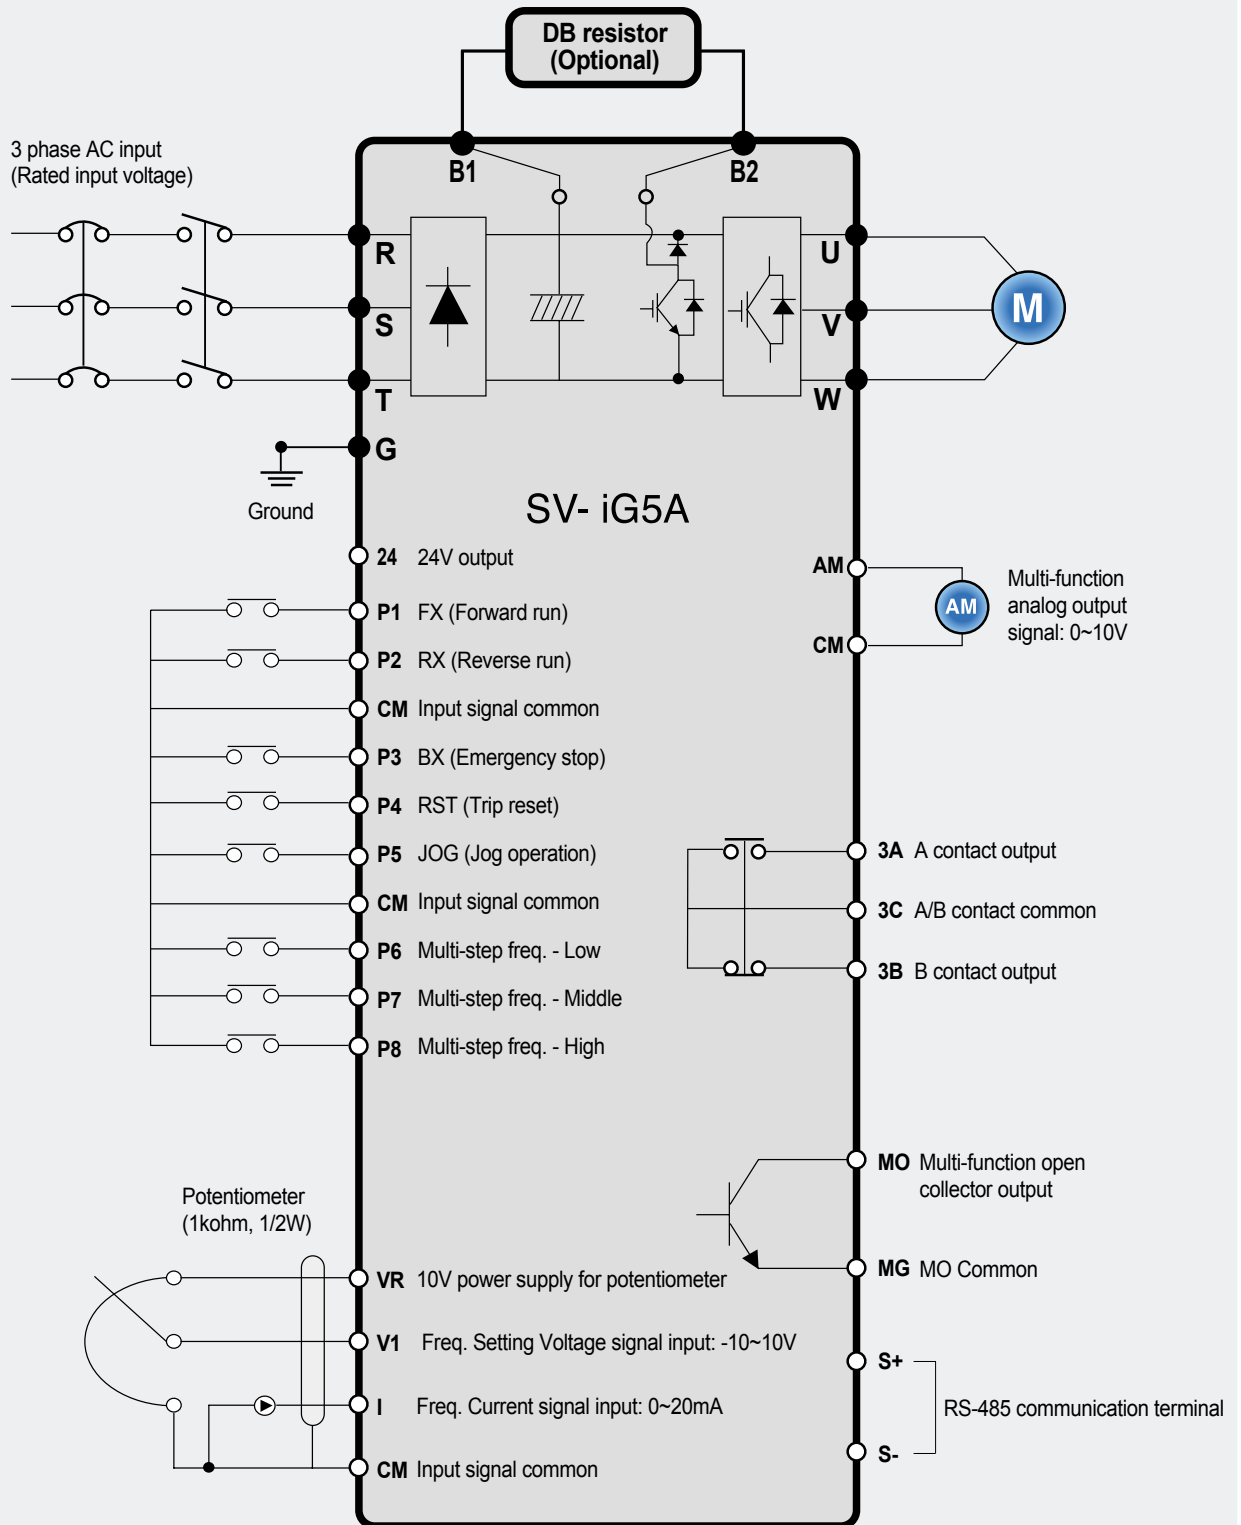 DB resistor
(Optional)
3 phase AC input
(Rated input voltage)
B1
B2
R
U
S
V
M
T
W
G
Ground
SV- iG5A
24 24V output
P1 FX (Forward run)
P2 RX (Reverse run)
CM Input signal common
P3 BX (Emergency stop)
P4 RST (Trip reset)
P5 JOG (Jog operation)
CM Input signal common
P6 Multi-step freq. - Low
P7 Multi-step freq. - Middle
P8 Multi-step freq. - High
AM
AM
CM
Multi-function
analog output
signal: 0~10V
3A A contact output
3C A/B contact common
3B B contact output
MO Multi-function open
collector output
MG MO Common
Potentiometer
(1kohm, 1/2W)
VR 10V power supply for potentiometer
V1 Freq. Setting Voltage signal input: -10~10V
I Freq. Current signal input: 0~20mA
CM Input signal common
S+
RS-485 communication terminal
S-